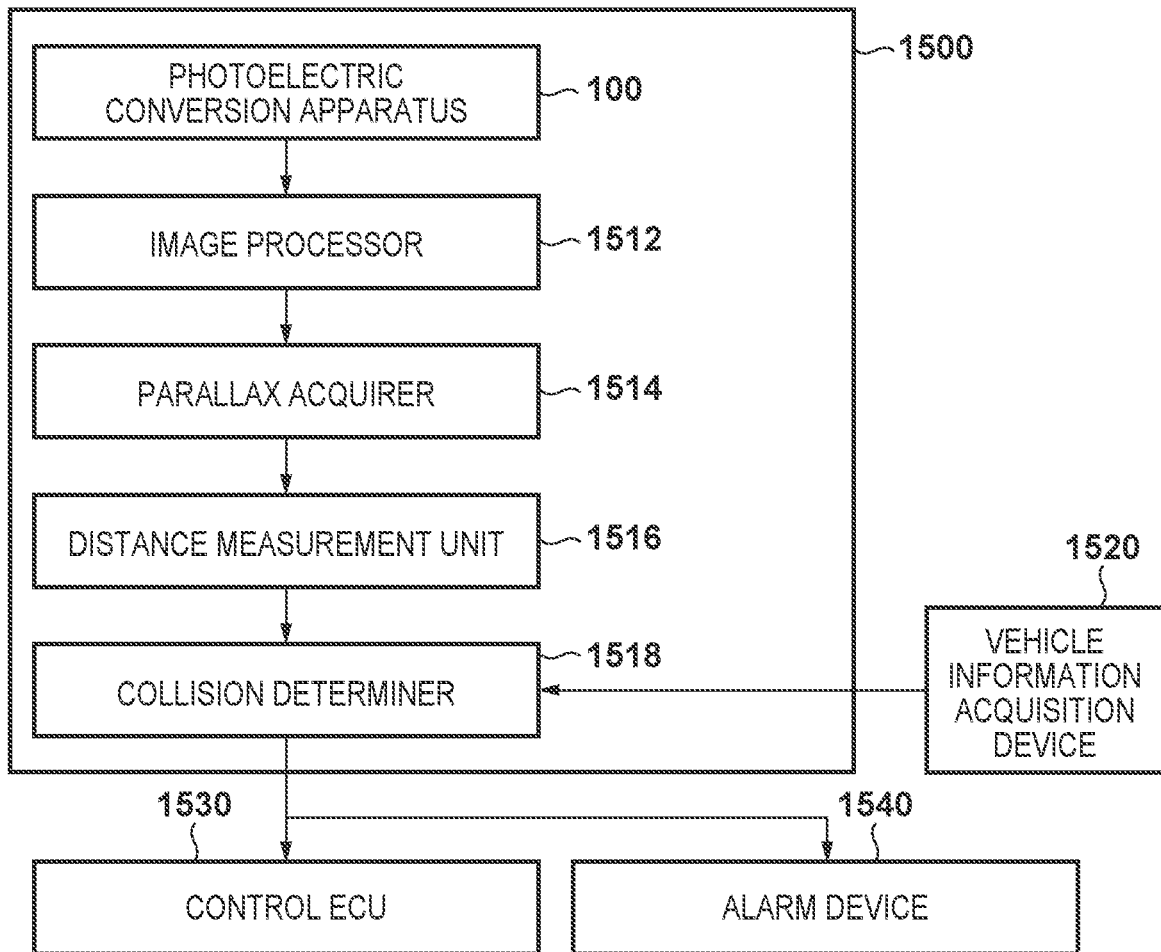 1500
PHOTOELECTRIC
CONVERSION APPARATUS
100
IMAGE PROCESSOR
1512
PARALLAX ACQUIRER
1514
DISTANCE MEASUREMENT UNIT
1516
1520
COLLISION DETERMINER
1518
VEHICLE
INFORMATION
ACQUISITION
DEVICE
1530
1540
CONTROL ECU
ALARM DEVICE